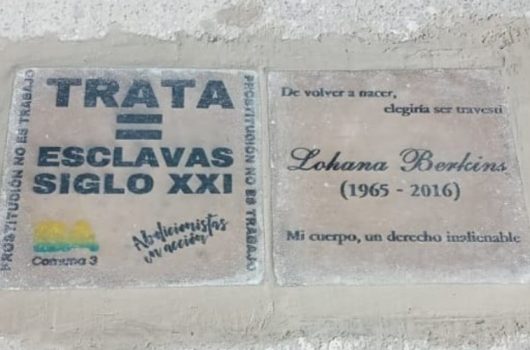 TRATA
=
ESCLAVAS
SIGLO XXI
PROSTITUCIÓN NO ES TRABAJO
PROSTITUCIÓN NO ES TRABAJO
BA
Comuna 3
Abolicionistas
en acción
De volver a nacer,
elegiría ser travesti
Lohana Berkins
(1965 - 2016)
Mi cuerpo, un derecho inalienable